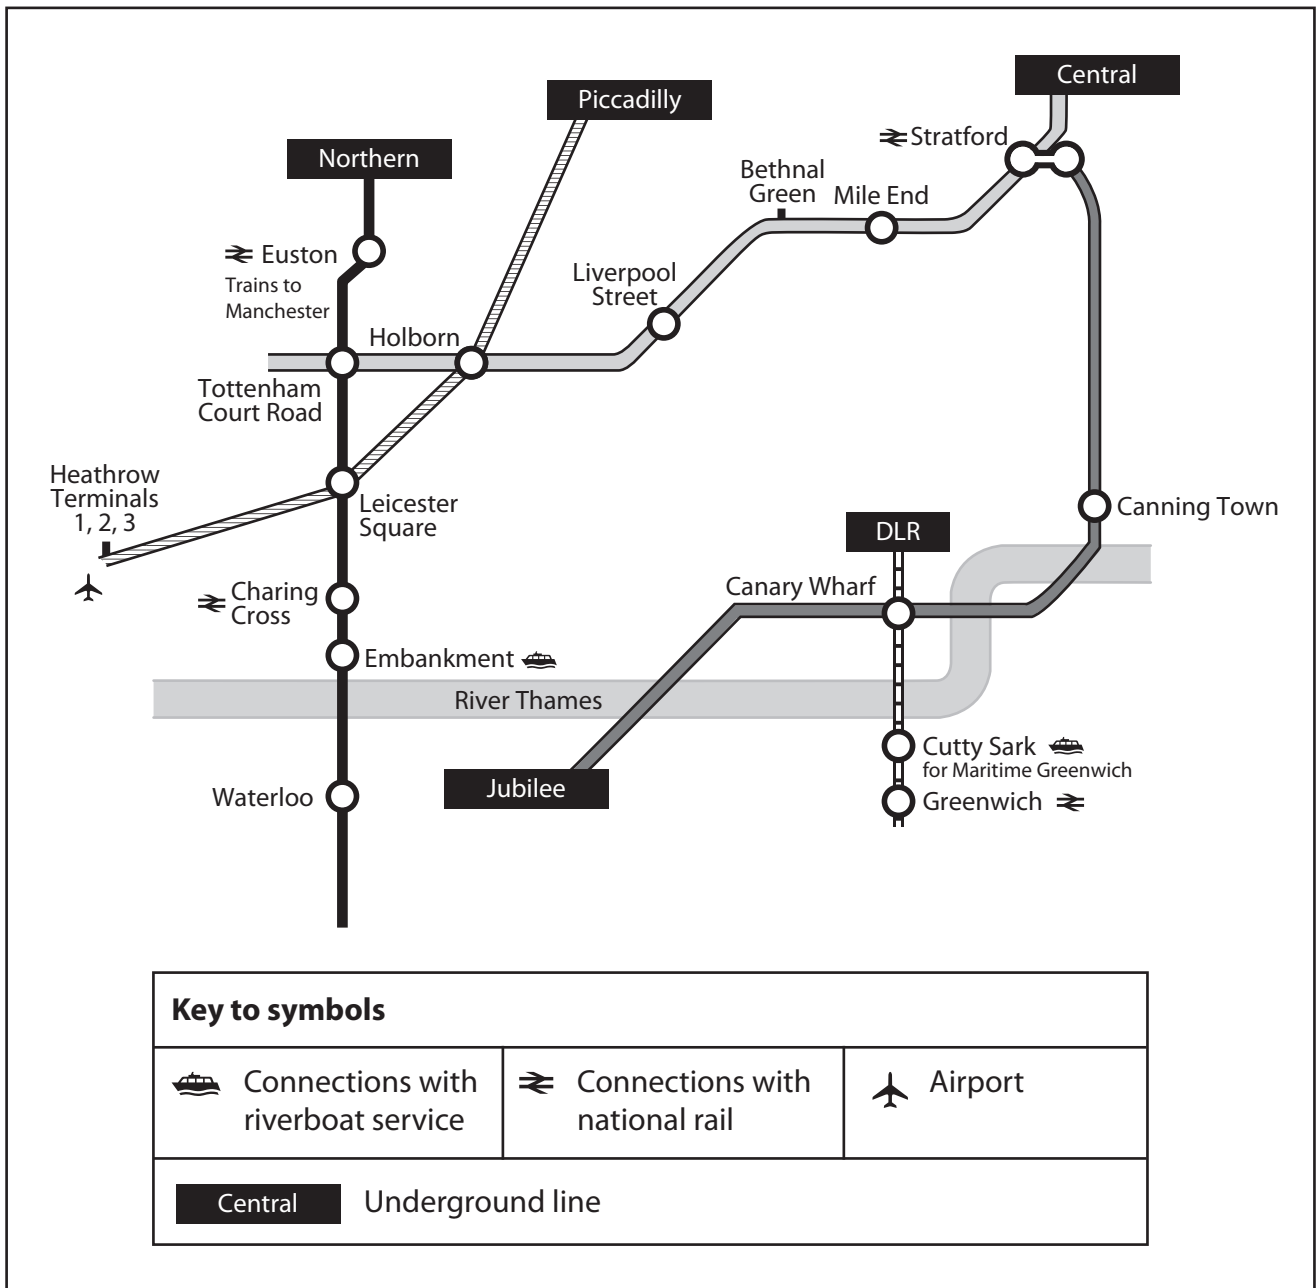 Central
Piccadilly
Stratford
Northern
Bethnal
Green
Mile End
Euston
Trains to
Manchester
Liverpool
Street
Holborn
Tottenham
Court Road
Heathrow
Terminals
1, 2, 3
Leicester
Square
Canning Town
DLR
Canary Wharf
Charing
Cross
Embankment
River Thames
Cutty Sark
for Maritime Greenwich
Jubilee
Waterloo
Greenwich
Key to symbols
Connections with
riverboat service
Connections with
national rail
Airport
Central
Underground line